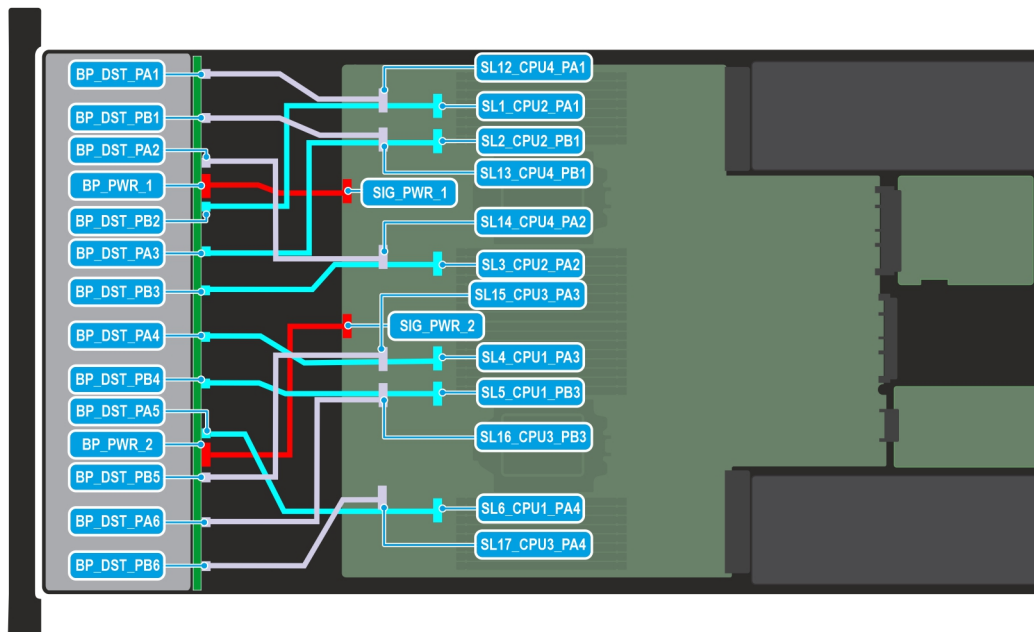 BP_DST_PA1
BP_DST_PB1
BP_DST_PA2
BP_PWR_1
BP_DST_PB2
BP_DST_PA3
BP_DST_PB3
BP_DST_PA4
BP_DST_PB4
BP_DST_PA5
BP_PWR_2
BP_DST_PB5
BP_DST_PA6
BP_DST_PB6
SL12_CPU4_PA1
SL1_CPU2_PA1
SL2_CPU2_PB1
SL13_CPU4_PB1
SIG_PWR_1
SL14_CPU4_PA2
SL3_CPU2_PA2
SL15_CPU3_PA3
SIG_PWR_2
SL4_CPU1_PA3
SL5_CPU1_PB3
SL16_CPU3_PB3
SL6_CPU1_PA4
SL17_CPU3_PA4